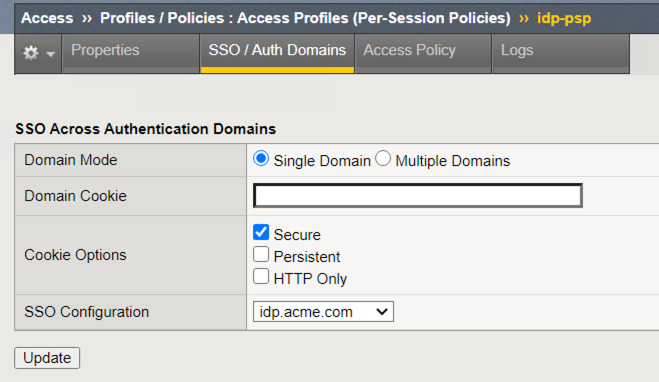 Access ›› Profiles / Policies : Access Profiles (Per-Session Policies) ›› idp-psp
Properties SSO / Auth Domains Access Policy Logs
SSO Across Authentication Domains
Domain Mode Single Domain Multiple Domains
Domain Cookie
Cookie Options Secure
Persistent
HTTP Only
SSO Configuration idp.acme.com
Update